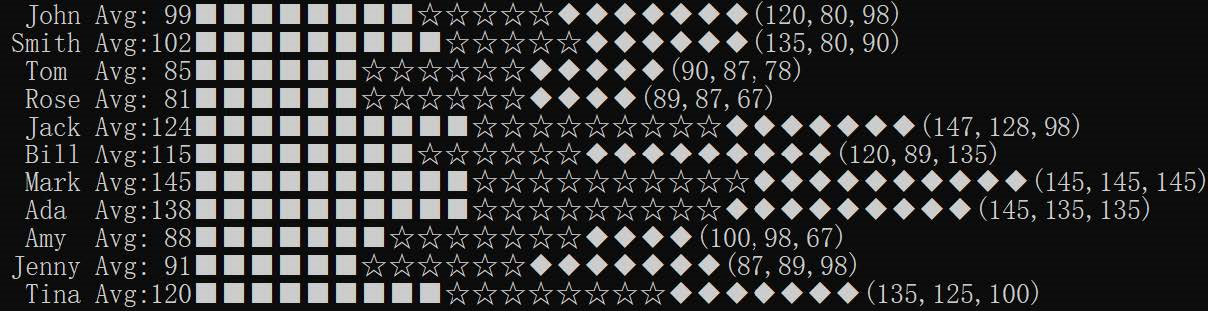 John Avg: 99■■■■■■■■☆☆☆☆☆◆◆◆◆◆◆◆(120,80,98)
Smith Avg:102■■■■■■■■■☆☆☆☆☆◆◆◆◆◆◆(135,80,90)
Tom  Avg: 85■■■■■■☆☆☆☆☆☆◆◆◆◆◆(90,87,78)
Rose Avg: 81■■■■■■☆☆☆☆☆☆◆◆◆◆(89,87,67)
Jack Avg:124■■■■■■■■■■☆☆☆☆☆☆☆☆☆◆◆◆◆◆◆◆(147,128,98)
Bill Avg:115■■■■■■■■☆☆☆☆☆☆◆◆◆◆◆◆◆◆◆(120,89,135)
Mark Avg:145■■■■■■■■■■☆☆☆☆☆☆☆☆☆☆◆◆◆◆◆◆◆◆◆◆(145,145,145)
Ada  Avg:138■■■■■■■■■■☆☆☆☆☆☆☆☆☆◆◆◆◆◆◆◆◆◆(145,135,135)
Amy  Avg: 88■■■■■■■☆☆☆☆☆☆☆◆◆◆◆(100,98,67)
Jenny Avg: 91■■■■■■☆☆☆☆☆☆◆◆◆◆◆◆◆(87,89,98)
Tina Avg:120■■■■■■■■■☆☆☆☆☆☆☆☆◆◆◆◆◆◆◆(135,125,100)